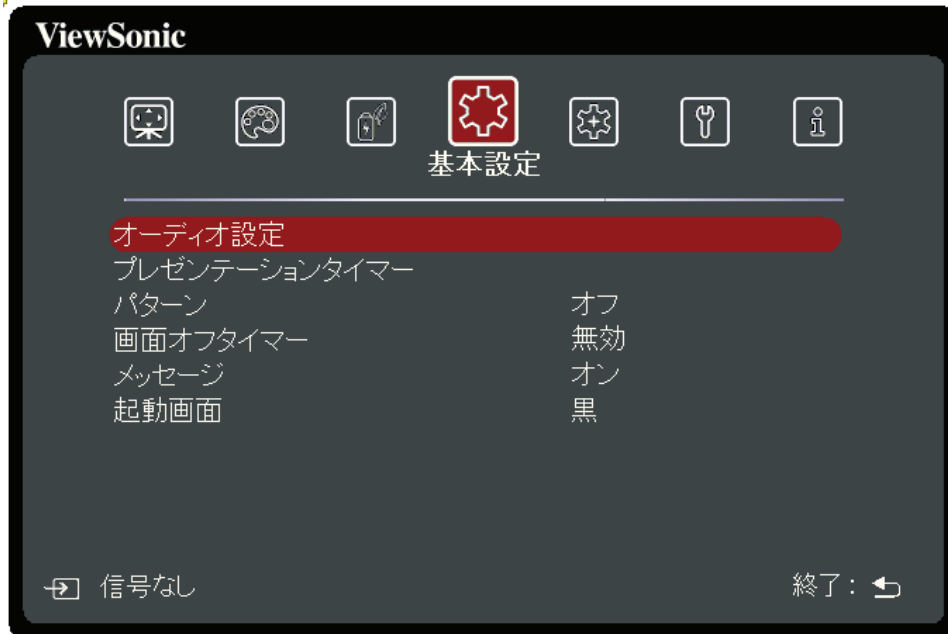 ViewSonic
基本設定
オーディオ設定
プレゼンテーションタイマー
パターン オフ
画面オフタイマー 無効
メッセージ オン
起動画面 黒
信号なし 終了：